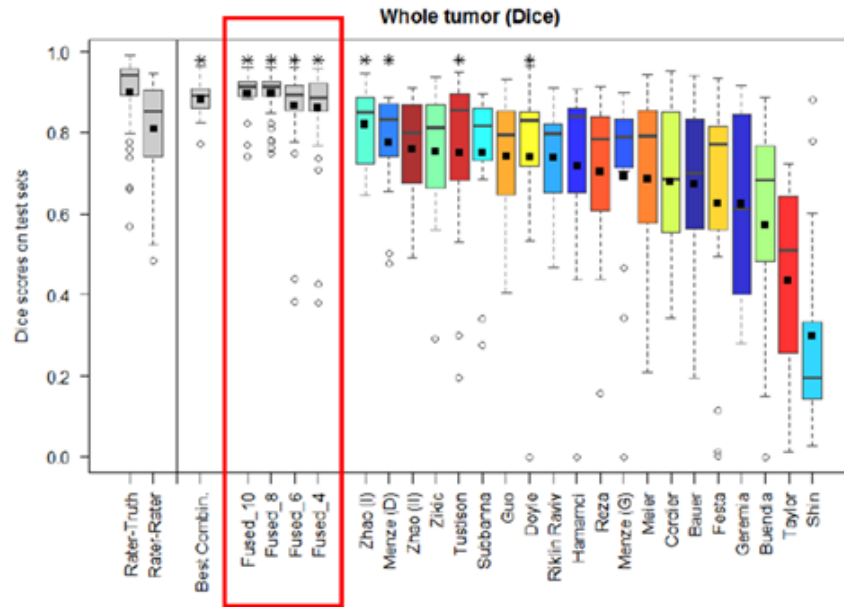 Whole tumor (Dice)
Dice scores on test sets
1.0
0.8
0.6
0.4
0.2
0.0
Rater-Truth
Rater-Rater
Best Combin.
Fused_10
Fused_8
Fused_6
Fused_4
Zhao (I)
Menze (D)
Zhao (II)
Zikic
Tustison
Subbanna
Guo
Doyle
Riklin Raviv
Hamamci
Reza
Menze (G)
Meier
Cordier
Bauer
Festa
Geremia
Buendia
Taylor
Shin